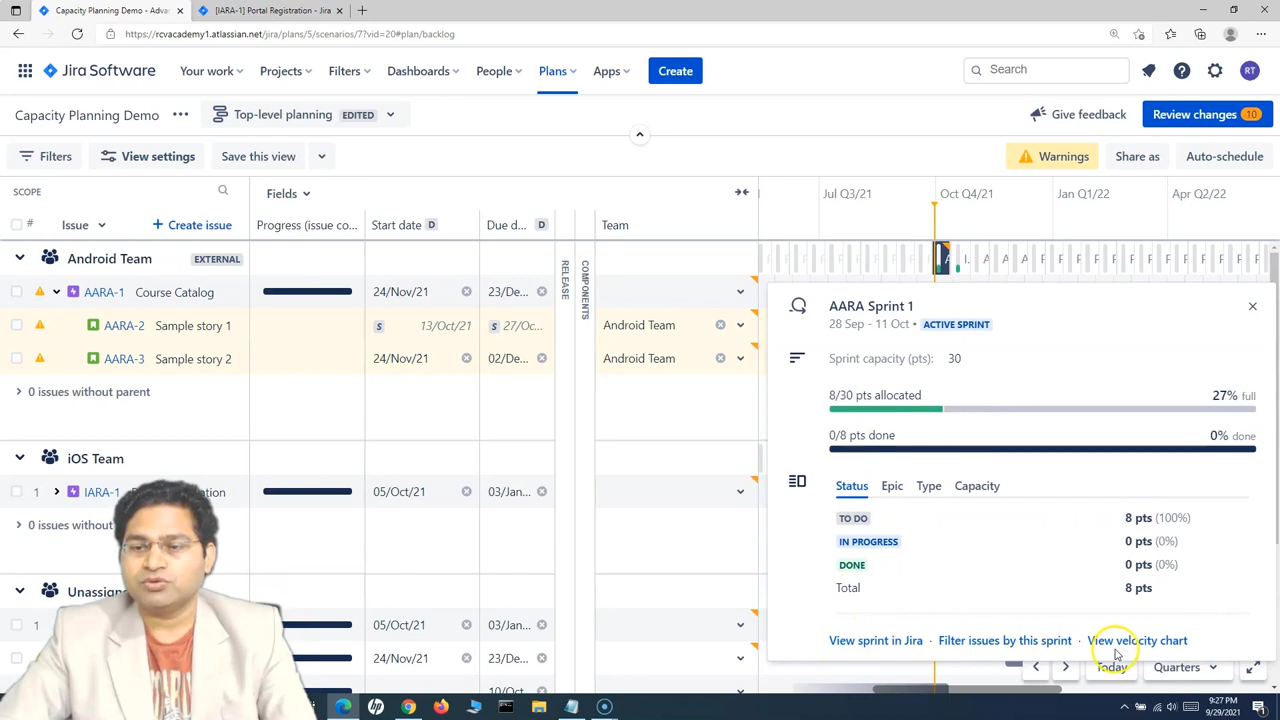 Capacity Planning Demo - Advan
[IARA-1] Portal Registration - Jira
https://rcvacademy1.atlassian.net/jira/plans/5/scenarios/7?vid=20#plan/backlog
Jira Software Your work Projects Filters Dashboards People Plans Apps Create Search RT
Capacity Planning Demo ••• Top-level planning EDITED Give feedback Review changes 10
Filters View settings Save this view Warnings Share as Auto-schedule
SCOPE Fields Jul Q3/21 Oct Q4/21 Jan Q1/22 Apr Q2/22
# Issue + Create issue Progress (issue co... Start date D Due d... D Team
RELEASE
COMPONENTS
Android Team EXTERNAL
AARA-1 Course Catalog 24/Nov/21 23/De...
AARA-2 Sample story 1 S 13/Oct/21 S 27/Oc... Android Team
AARA-3 Sample story 2 24/Nov/21 02/De... Android Team
0 issues without parent
iOS Team
1 IARA-1 05/Oct/21 03/Jan...
0 issues without
Unassign
1 05/Oct/21 03/Jan...
24/Nov/21 23/De...
10/Oct
AARA Sprint 1
28 Sep - 11 Oct • ACTIVE SPRINT
Sprint capacity (pts): 30
8/30 pts allocated 27% full
0/8 pts done 0% done
Status Epic Type Capacity
TO DO 8 pts (100%)
IN PROGRESS 0 pts (0%)
DONE 0 pts (0%)
Total 8 pts
View sprint in Jira · Filter issues by this sprint · View velocity chart
Today Quarters
9:27 PM
9/29/2021